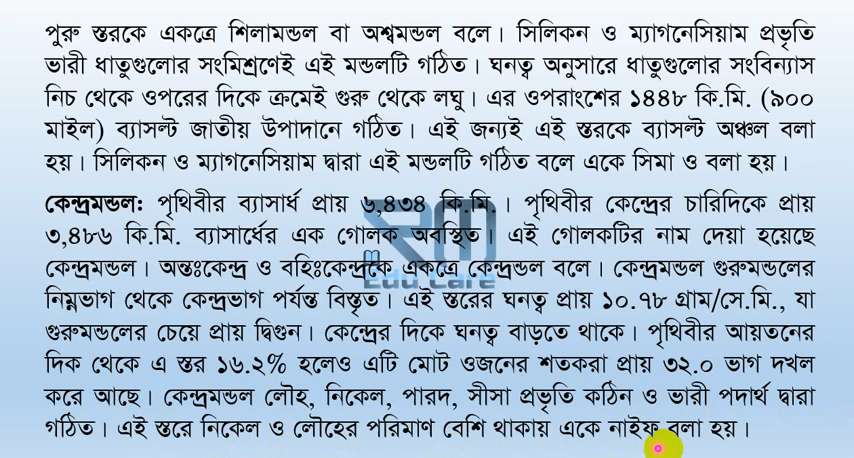 পুরু স্তরকে একত্রে শিলামন্ডল বা অশ্বমন্ডল বলে। সিলিকন ও ম্যাগনেসিয়াম প্রভৃতি
ভারী ধাতুগুলোর সংমিশ্রণেই এই মন্ডলটি গঠিত। ঘনত্ব অনুসারে ধাতুগুলোর সংবিন্যাস
নিচ থেকে ওপরের দিকে ক্রমেই গুরু থেকে লঘু। এর ওপরাংশের ১৪৪৮ কি.মি. (৯০০
মাইল) ব্যাসল্ট জাতীয় উপাদানে গঠিত। এই জন্যই এই স্তরকে ব্যাসল্ট অঞ্চল বলা
হয়। সিলিকন ও ম্যাগনেসিয়াম দ্বারা এই মন্ডলটি গঠিত বলে একে সিমা ও বলা হয়।
কেন্দ্রমন্ডল: পৃথিবীর ব্যাসার্ধ প্রায় ৬,৪৩৪ কি.মি.। পৃথিবীর কেন্দ্রের চারিদিকে প্রায়
৩,৪৮৬ কি.মি. ব্যাসার্ধের এক গোলক অবস্থিত। এই গোলকটির নাম দেয়া হয়েছে
কেন্দ্রমন্ডল। অন্তঃকেন্দ্র ও বহিঃকেন্দ্রকে একত্রে কেন্দ্রন্ডল বলে। কেন্দ্রমন্ডল গুরুমন্ডলের
নিম্নভাগ থেকে কেন্দ্রভাগ পর্যন্ত বিস্তৃত। এই স্তরের ঘনত্ব প্রায় ১০.৭৮ গ্রাম/সে.মি., যা
গুরুমন্ডলের চেয়ে প্রায় দ্বিগুন। কেন্দ্রের দিকে ঘনত্ব বাড়তে থাকে। পৃথিবীর আয়তনের
দিক থেকে এ স্তর ১৬.২% হলেও এটি মোট ওজনের শতকরা প্রায় ৩২.০ ভাগ দখল
করে আছে। কেন্দ্রমন্ডল লৌহ, নিকেল, পারদ, সীসা প্রভৃতি কঠিন ও ভারী পদার্থ দ্বারা
গঠিত। এই স্তরে নিকেল ও লৌহের পরিমাণ বেশি থাকায় একে নাইফ বলা হয়।
Edu Care